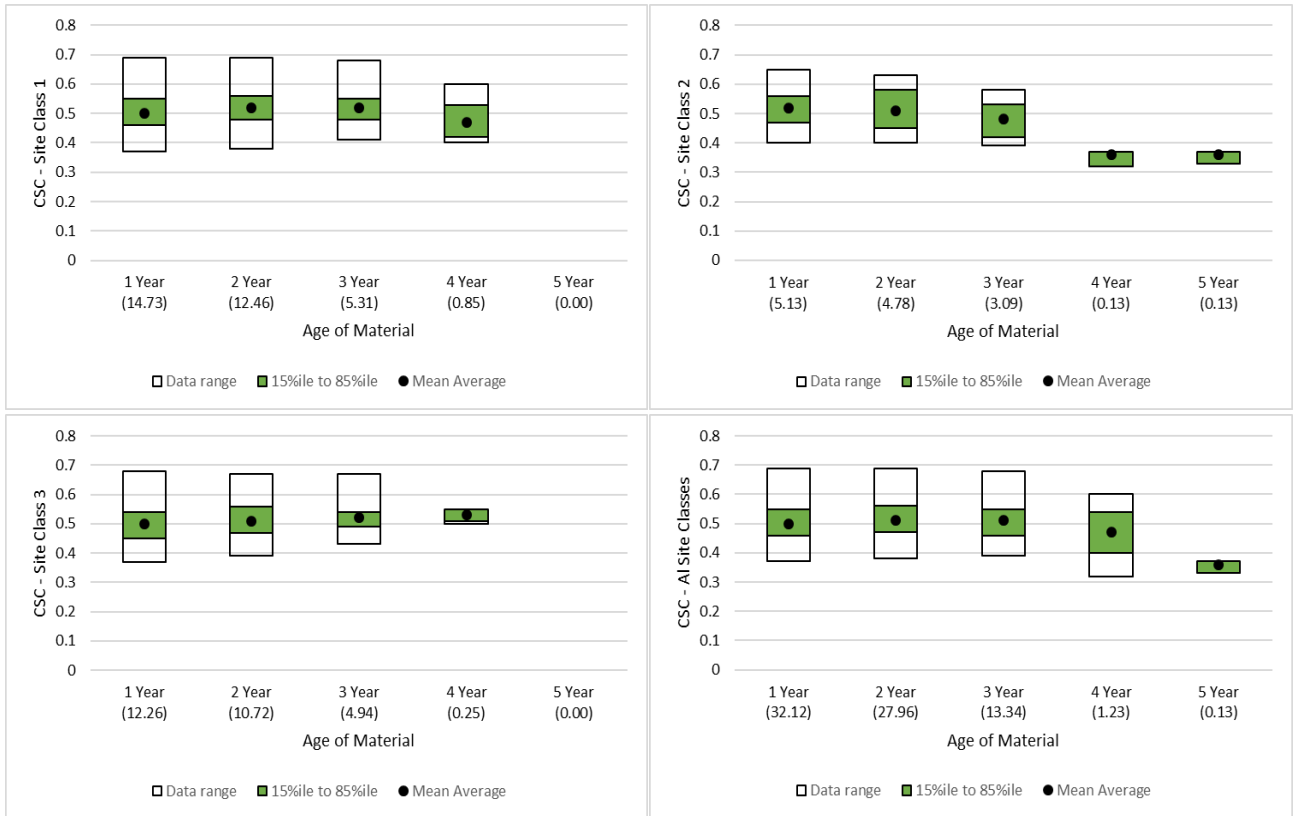 CSC - Site Class 1
0.8
0.7
0.6
0.5
0.4
0.3
0.2
0.1
0
1 Year 2 Year 3 Year 4 Year 5 Year
(14.73) (12.46) (5.31) (0.85) (0.00)
Age of Material
Data range 15%ile to 85%ile Mean Average
CSC - Site Class 2
0.8
0.7
0.6
0.5
0.4
0.3
0.2
0.1
0
1 Year 2 Year 3 Year 4 Year 5 Year
(5.13) (4.78) (3.09) (0.13) (0.13)
Age of Material
Data range 15%ile to 85%ile Mean Average
CSC - Site Class 3
0.8
0.7
0.6
0.5
0.4
0.3
0.2
0.1
0
1 Year 2 Year 3 Year 4 Year 5 Year
(12.26) (10.72) (4.94) (0.25) (0.00)
Age of Material
Data range 15%ile to 85%ile Mean Average
CSC - Al Site Classes
0.8
0.7
0.6
0.5
0.4
0.3
0.2
0.1
0
1 Year 2 Year 3 Year 4 Year 5 Year
(32.12) (27.96) (13.34) (1.23) (0.13)
Age of Material
Data range 15%ile to 85%ile Mean Average